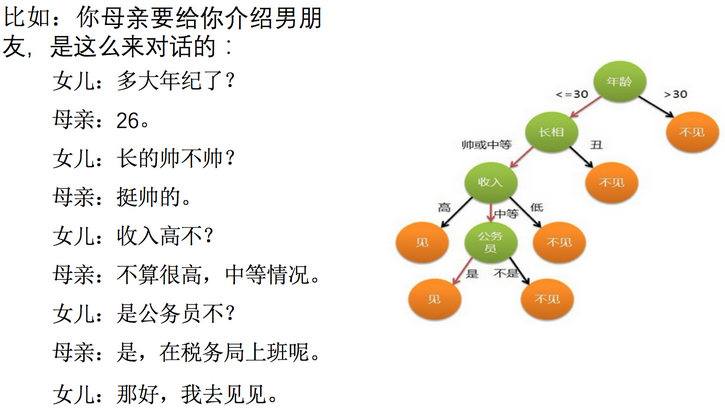 比如：你母亲要给你介绍男朋
友，是这么来对话的：
女儿：多大年纪了？
母亲：26。
女儿：长的帅不帅？
母亲：挺帅的。
女儿：收入高不？
母亲：不算很高，中等情况。
女儿：是公务员不？
母亲：是，在税务局上班呢。
女儿：那好，我去见见。
年龄
<=30
>30
长相
不见
帅或中等
丑
收入
不见
高
中等
低
见
公务
员
不见
是
不是
见
不见